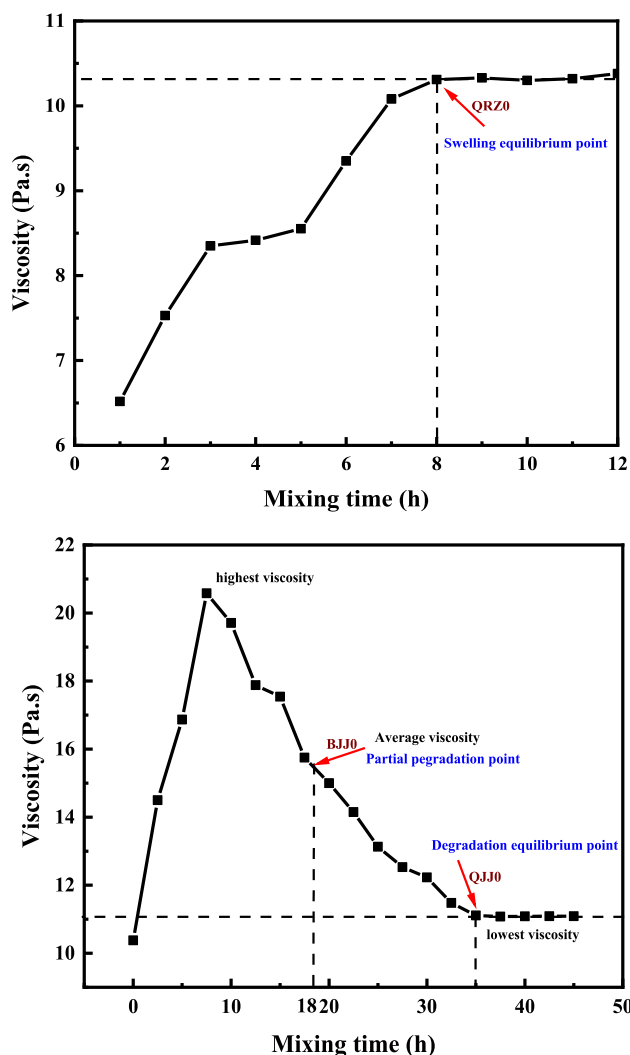 11
10
9
8
7
6
Viscosity (Pa.s)
QRZ0
Swelling equilibrium point
0 2 4 6 8 10 12
Mixing time (h)
22
20
18
16
14
12
10
Viscosity (Pa.s)
highest viscosity
BJJ0
Average viscosity
Partial pegradation point
Degradation equilibrium point
QJJ0
lowest viscosity
0 10 18 20 30 40 50
Mixing time (h)